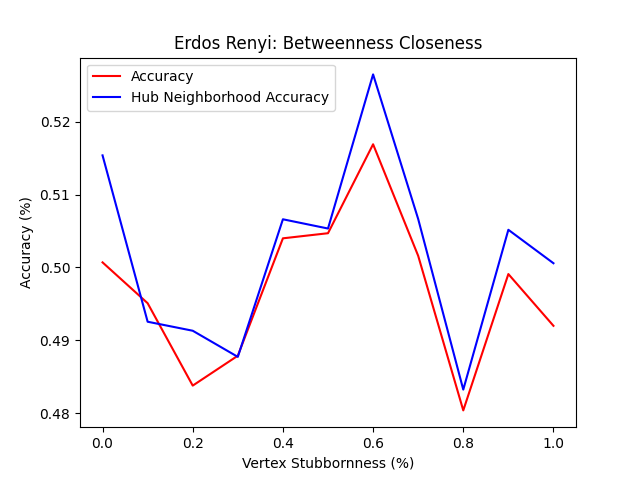 Erdos Renyi: Betweenness Closeness
Accuracy
Hub Neighborhood Accuracy
Accuracy (%)
0.52
0.51
0.50
0.49
0.48
0.0 0.2 0.4 0.6 0.8 1.0
Vertex Stubbornness (%)